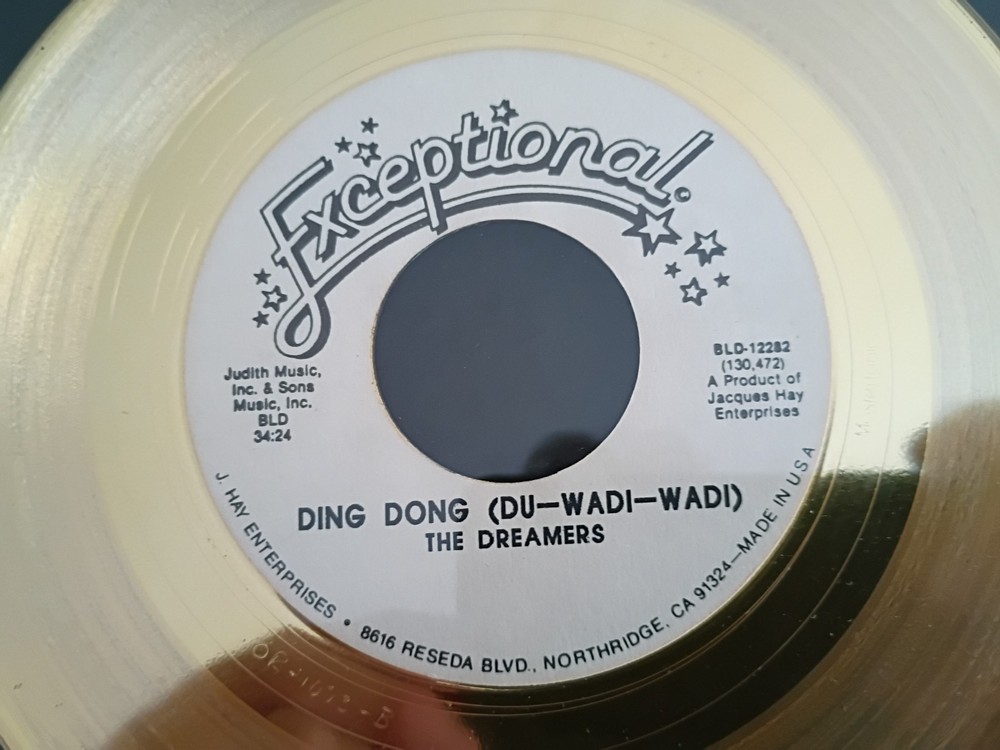 Exceptional.
Judith Music,
Inc. & Sons
Music, Inc.
BLD
34:24
BLD-12282
(130,472)
A Product of
Jacques Hay
Enterprises
DING DONG (DU—WADI—WADI)
THE DREAMERS
J. HAY ENTERPRISES • 8616 RESEDA BLVD., NORTHRIDGE, CA 91324—MADE IN USA